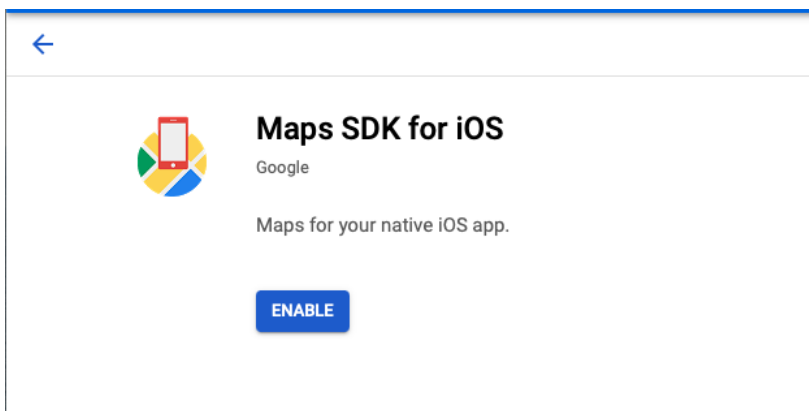 Maps SDK for iOS
Google
Maps for your native iOS app.
ENABLE